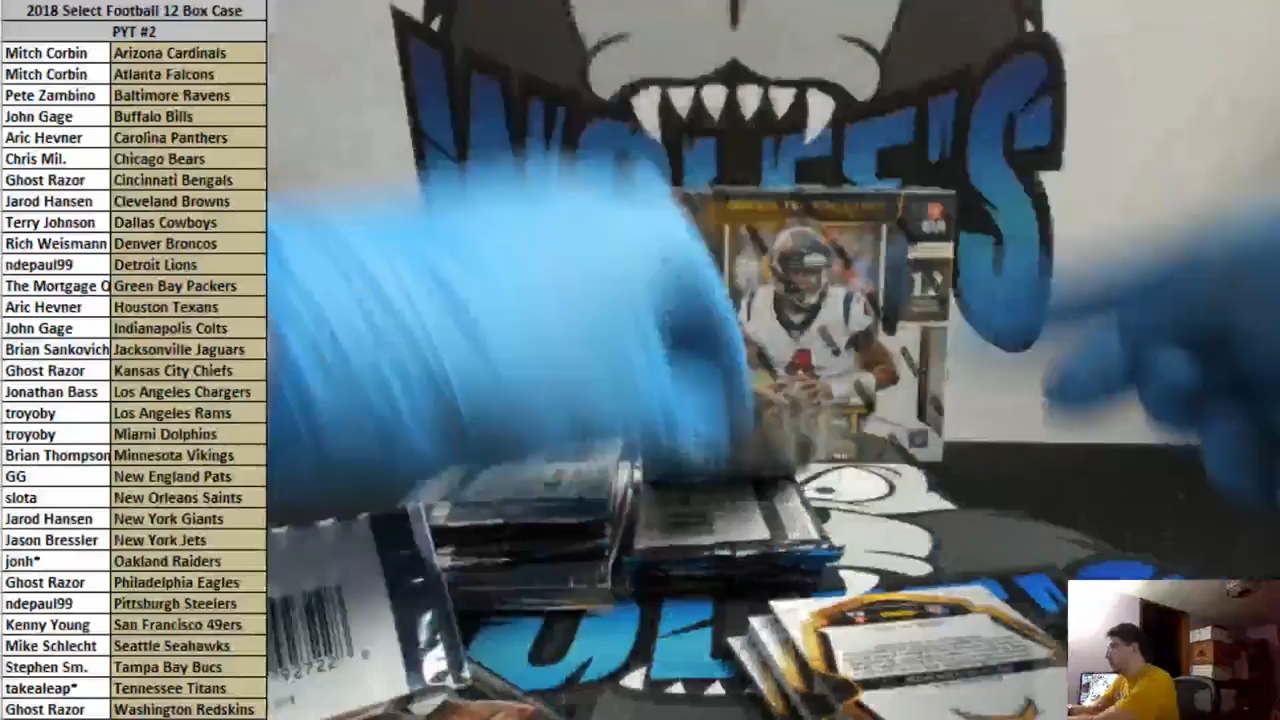 2018 Select Football 12 Box Case
PYT #2
Mitch Corbin Arizona Cardinals
Mitch Corbin Atlanta Falcons
Pete Zambino Baltimore Ravens
John Gage Buffalo Bills
Aric Hevner Carolina Panthers
Chris Mil. Chicago Bears
Ghost Razor Cincinnati Bengals
Jarod Hansen Cleveland Browns
Terry Johnson Dallas Cowboys
Rich Weismann Denver Broncos
ndepaul99 Detroit Lions
The Mortgage Green Bay Packers
Aric Hevner Houston Texans
John Gage Indianapolis Colts
Brian Sankovich Jacksonville Jaguars
Ghost Razor Kansas City Chiefs
Jonathan Bass Los Angeles Chargers
troyoby Los Angeles Rams
troyoby Miami Dolphins
Brian Thompson Minnesota Vikings
GG New England Pats
slota New Orleans Saints
Jarod Hansen New York Giants
Jason Bressler New York Jets
jonh* Oakland Raiders
Ghost Razor Philadelphia Eagles
ndepaul99 Pittsburgh Steelers
Kenny Young San Francisco 49ers
Mike Schlecht Seattle Seahawks
Stephen Sm. Tampa Bay Bucs
takealeap* Tennessee Titans
Ghost Razor Washington Redskins
92722